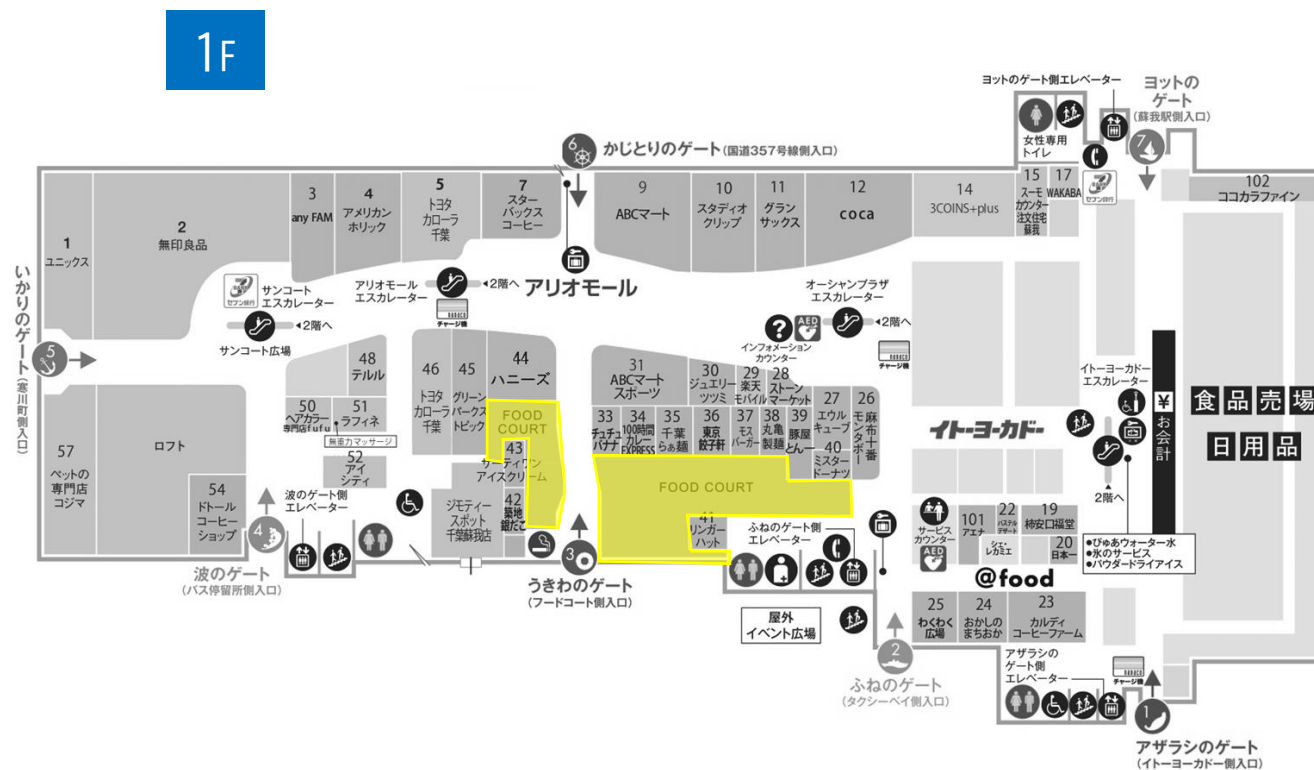 1F
ヨットのゲート側エレベーター
ヨットの
ゲート
(蘇我駅側入口)
7
女性専用
トイレ
セブン銀行
6
かじとりのゲート(国道357号線側入口)
1
ユニックス
2
無印良品
3
any FAM
4
アメリカン
ホリック
5
トヨタ
カローラ
千葉
7
スター
バックス
コーヒー
9
ABCマート
10
スタディオ
クリップ
11
グラン
サックス
12
coca
14
3COINS+plus
15
スーモ
カウンター
注文住宅
蘇我
17
WAKABA
102
ココカラファイン
いかりのゲート
(寒川町側入口)
5
セブン銀行
サンコート
エスカレーター
◂2階へ
サンコート広場
アリオモール
エスカレーター
◂2階へ
nanaco
チャージ機
アリオモール
オーシャンプラザ
エスカレーター
◂2階へ
?
AED
インフォメーション
カウンター
nanaco
チャージ機
48
テルル
50
ヘアカラー
専門店fufu
51
ラフィネ
無重力マッサージ
52
アイ
シティ
46
トヨタ
カローラ
千葉
45
グリーン
パークス
トピック
44
ハニーズ
FOOD
COURT
43
サーティワン
アイスクリーム
42
築地
銀だこ
ジモティー
スポット
千葉蘇我店
31
ABCマート
スポーツ
30
ジュエリー
ツツミ
29
楽天
モバイル
28
ストーン
マーケット
27
エウル
キューブ
26
麻布十番
モンタボー
33
チュチュ
バナナ
34
100時間
カレー
EXPRESS
35
千葉
らぁ麺
36
東京
餃子軒
37
モス
バーガー
38
丸亀
製麺
39
豚屋
とん一
40
ミスター
ドーナツ
FOOD COURT
41
リンガー
ハット
イトーヨーカドー
イトーヨーカドー
エスカレーター
2階へ
¥
お会計
食品売場
日用品
57
ペットの
専門店
コジマ
ロフト
54
ドトール
コーヒー
ショップ
4
波のゲート
(バス停留所側入口)
波のゲート側
エレベーター
3
うきわのゲート
(フードコート側入口)
ふねのゲート側
エレベーター
屋外
イベント広場
2
ふねのゲート
(タクシーベイ側入口)
サービス
カウンター
AED
101
アエナ
22
パステル
デザート
シェ・
レカミエ
19
柿安口福堂
20
日本一
●ぴゅあウォーター水
●氷のサービス
●パウダードライアイス
@food
25
わくわく
広場
24
おかしの
まちおか
23
カルディ
コーヒーファーム
アザラシの
ゲート側
エレベーター
nanaco
チャージ機
1
アザラシのゲート
(イトーヨーカドー側入口)